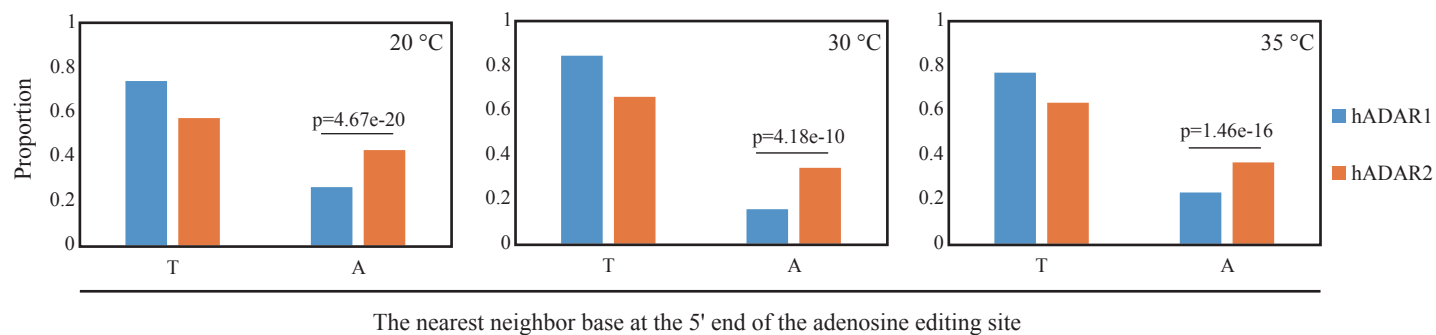 Proportion
1
0.8
0.6
0.4
0.2
0
20 °C
p=4.67e-20
T
A
1
0.8
0.6
0.4
0.2
0
30 °C
p=4.18e-10
T
A
1
0.8
0.6
0.4
0.2
0
35 °C
p=1.46e-16
T
A
hADAR1
hADAR2
The nearest neighbor base at the 5' end of the adenosine editing site